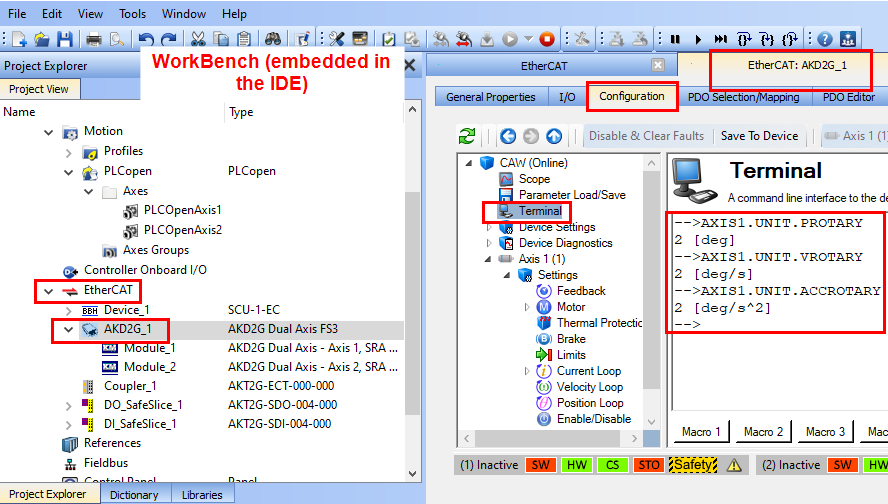 File Edit View Tools Window Help
Project Explorer
WorkBench (embedded in
the IDE)
Project View
Name Type
Motion
Profiles
PLCopen PLCopen
Axes
PLCOpenAxis1
PLCOpenAxis2
Axes Groups
Controller Onboard I/O
EtherCAT
BBH Device_1 SCU-1-EC
AKD2G_1 AKD2G Dual Axis FS3
KM Module_1 AKD2G Dual Axis - Axis 1, SRA ...
KM Module_2 AKD2G Dual Axis - Axis 2, SRA ...
Coupler_1 AKT2G-ECT-000-000
DO_SafeSlice_1 AKT2G-SDO-004-000
DI_SafeSlice_1 AKT2G-SDI-004-000
References
Fieldbus
Control Panel Panel
Project Explorer Dictionary Libraries
EtherCAT EtherCAT: AKD2G_1
General Properties I/O Configuration PDO Selection/Mapping PDO Editor
Disable & Clear Faults Save To Device Axis 1 (1)
CAW (Online)
Scope
Parameter Load/Save
Terminal
Device Settings
Device Diagnostics
Axis 1 (1)
Settings
Feedback
Motor
Thermal Protectic
Brake
Limits
Current Loop
Velocity Loop
Position Loop
Enable/Disable
Terminal
A command line interface to the de
-->AXIS1.UNIT.PROTARY
2 [deg]
-->AXIS1.UNIT.VROTARY
2 [deg/s]
-->AXIS1.UNIT.ACCROTARY
2 [deg/s^2]
-->
Macro 1 Macro 2 Macro 3 Mac
(1) Inactive SW HW CS STO Safety (2) Inactive SW HW